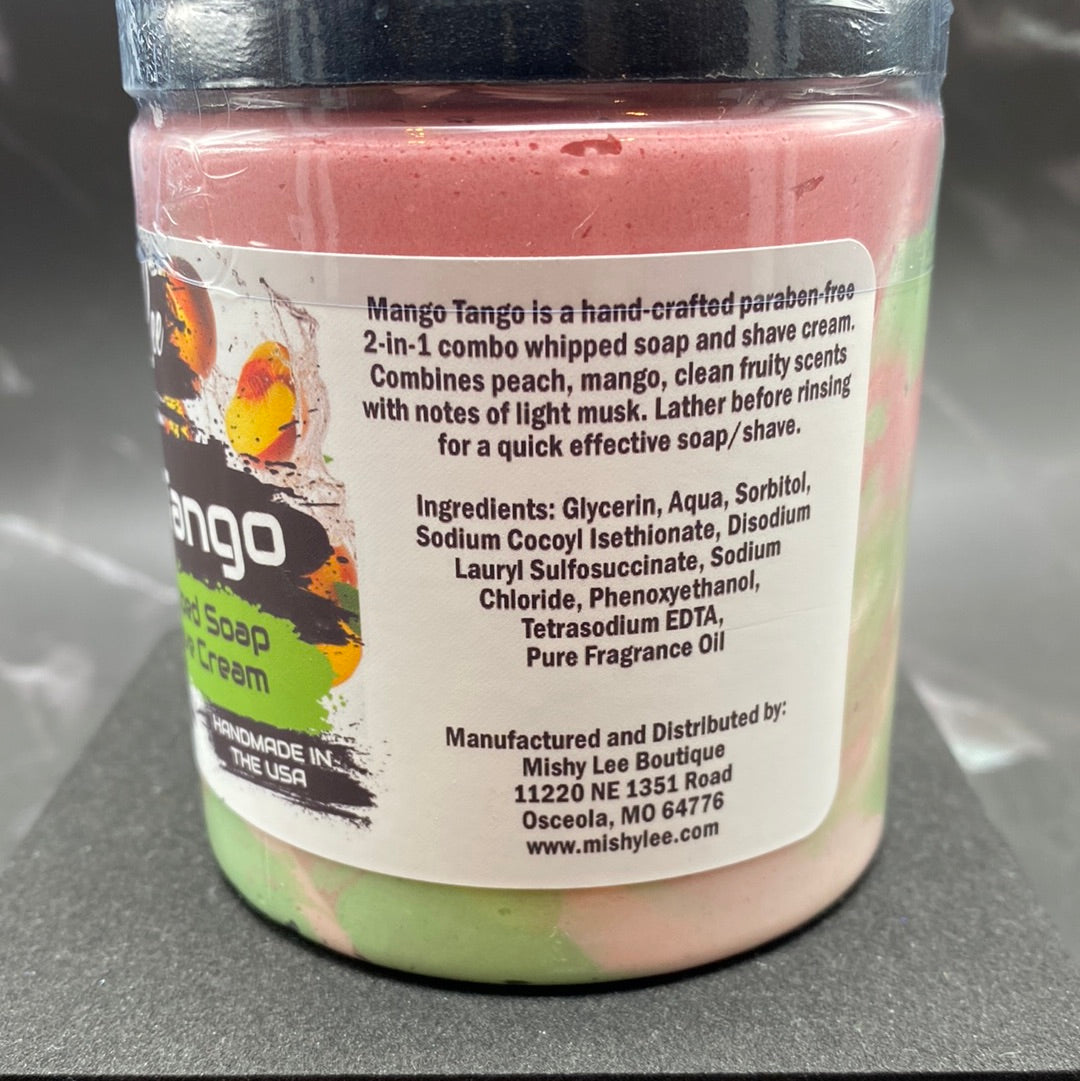 ango
Soap
Cream
HANDMADE IN
THE USA
Mango Tango is a hand-crafted paraben-free
2-in-1 combo whipped soap and shave cream.
Combines peach, mango, clean fruity scents
with notes of light musk. Lather before rinsing
for a quick effective soap/shave.
Ingredients: Glycerin, Aqua, Sorbitol,
Sodium Cocoyl Isethionate, Disodium
Lauryl Sulfosuccinate, Sodium
Chloride, Phenoxyethanol,
Tetrasodium EDTA,
Pure Fragrance Oil
Manufactured and Distributed by:
Mishy Lee Boutique
11220 NE 1351 Road
Osceola, MO 64776
www.mishylee.com